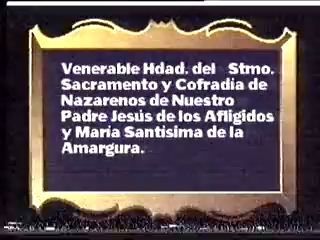 Venerable Hdad. del Stmo.
Sacramento y Cofradía de
Nazarenos de Nuestro
Padre Jesús de los Afligidos
y María Santísima de la
Amargura.